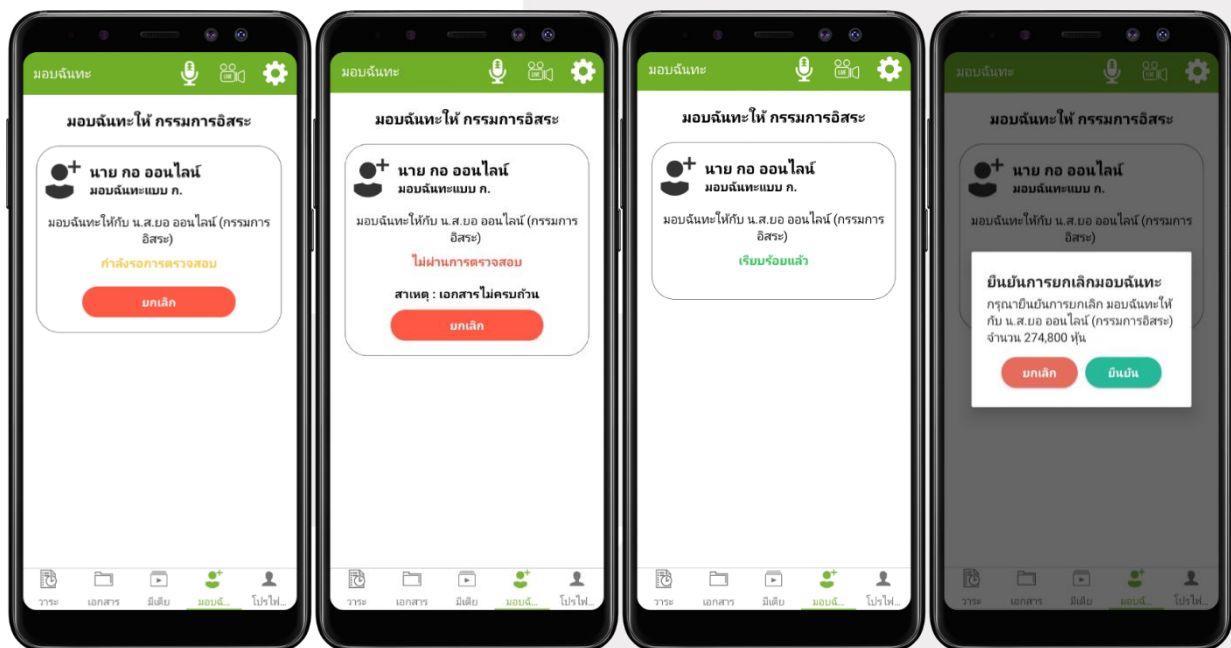 มอบฉันทะ
มอบฉันทะให้ กรรมการอิสระ
นาย กอ ออนไลน์
มอบฉันทะแบบ ก.
มอบฉันทะให้กับ น.ส.ยอ ออนไลน์ (กรรมการ
อิสระ)
กำลังรอการตรวจสอบ
ยกเลิก
วาระ เอกสาร มีเดีย มอบฉั... โปรไฟ...
มอบฉันทะ
มอบฉันทะให้ กรรมการอิสระ
นาย กอ ออนไลน์
มอบฉันทะแบบ ก.
มอบฉันทะให้กับ น.ส.ยอ ออนไลน์ (กรรมการ
อิสระ)
ไม่ผ่านการตรวจสอบ
สาเหตุ : เอกสารไม่ครบถ้วน
ยกเลิก
วาระ เอกสาร มีเดีย มอบฉั... โปรไฟ...
มอบฉันทะ
มอบฉันทะให้ กรรมการอิสระ
นาย กอ ออนไลน์
มอบฉันทะแบบ ก.
มอบฉันทะให้กับ น.ส.ยอ ออนไลน์ (กรรมการ
อิสระ)
เรียบร้อยแล้ว
วาระ เอกสาร มีเดีย มอบฉั... โปรไฟ...
มอบฉันทะ
มอบฉันทะให้ กรรมการอิสระ
นาย กอ ออนไลน์
มอบฉันทะแบบ ก.
มอบฉันทะให้กับ น.ส.ยอ ออนไลน์ (กรรมการ
อิสระ)
ยืนยันการยกเลิกมอบฉันทะ
กรุณายืนยันการยกเลิก มอบฉันทะให้
กับ น.ส.ยอ ออนไลน์ (กรรมการอิสระ)
จำนวน 274,800 หุ้น
ยกเลิก ยืนยัน
วาระ เอกสาร มีเดีย มอบฉั... โปรไฟ...